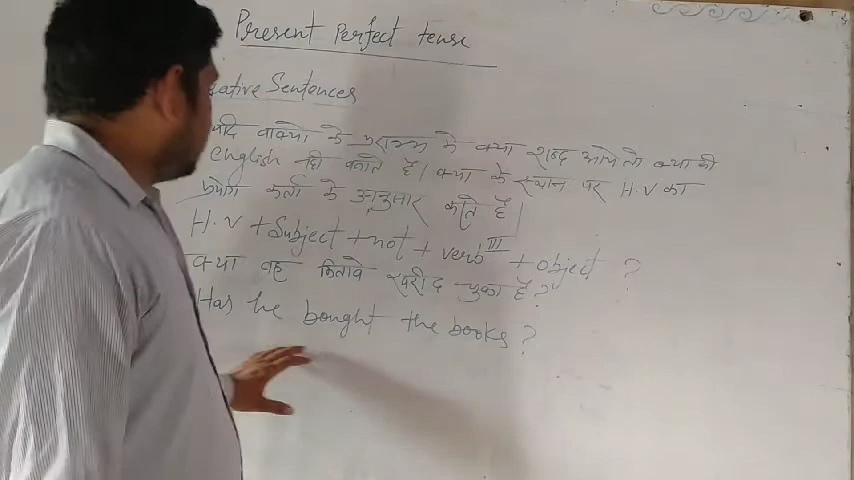 Present Perfect tense
gative Sentences
यदि वाक्यो के प्रारम्भ मे क्या शब्द आये तो क्या की
english नही बनाते है। क्या के स्थान पर H.V का
प्रयोग कर्ता के अनुसार करते है।
H.V + Subject + not + verb III + object ?
क्या वह किताबे खरीद चुका है?
Has he bought the books?